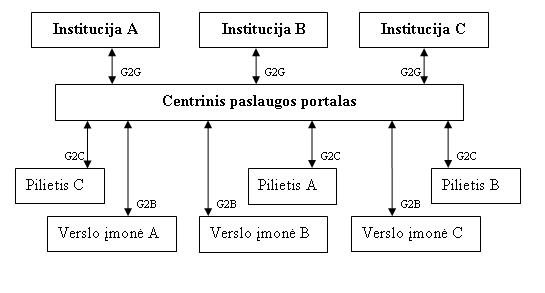 Institucija A
Institucija B
Institucija C
G2G
G2G
G2G
Centrinis paslaugos portalas
G2C
G2C
G2C
Pilietis C
Pilietis A
Pilietis B
G2B
G2B
G2B
Verslo įmonė A
Verslo įmonė B
Verslo įmonė C